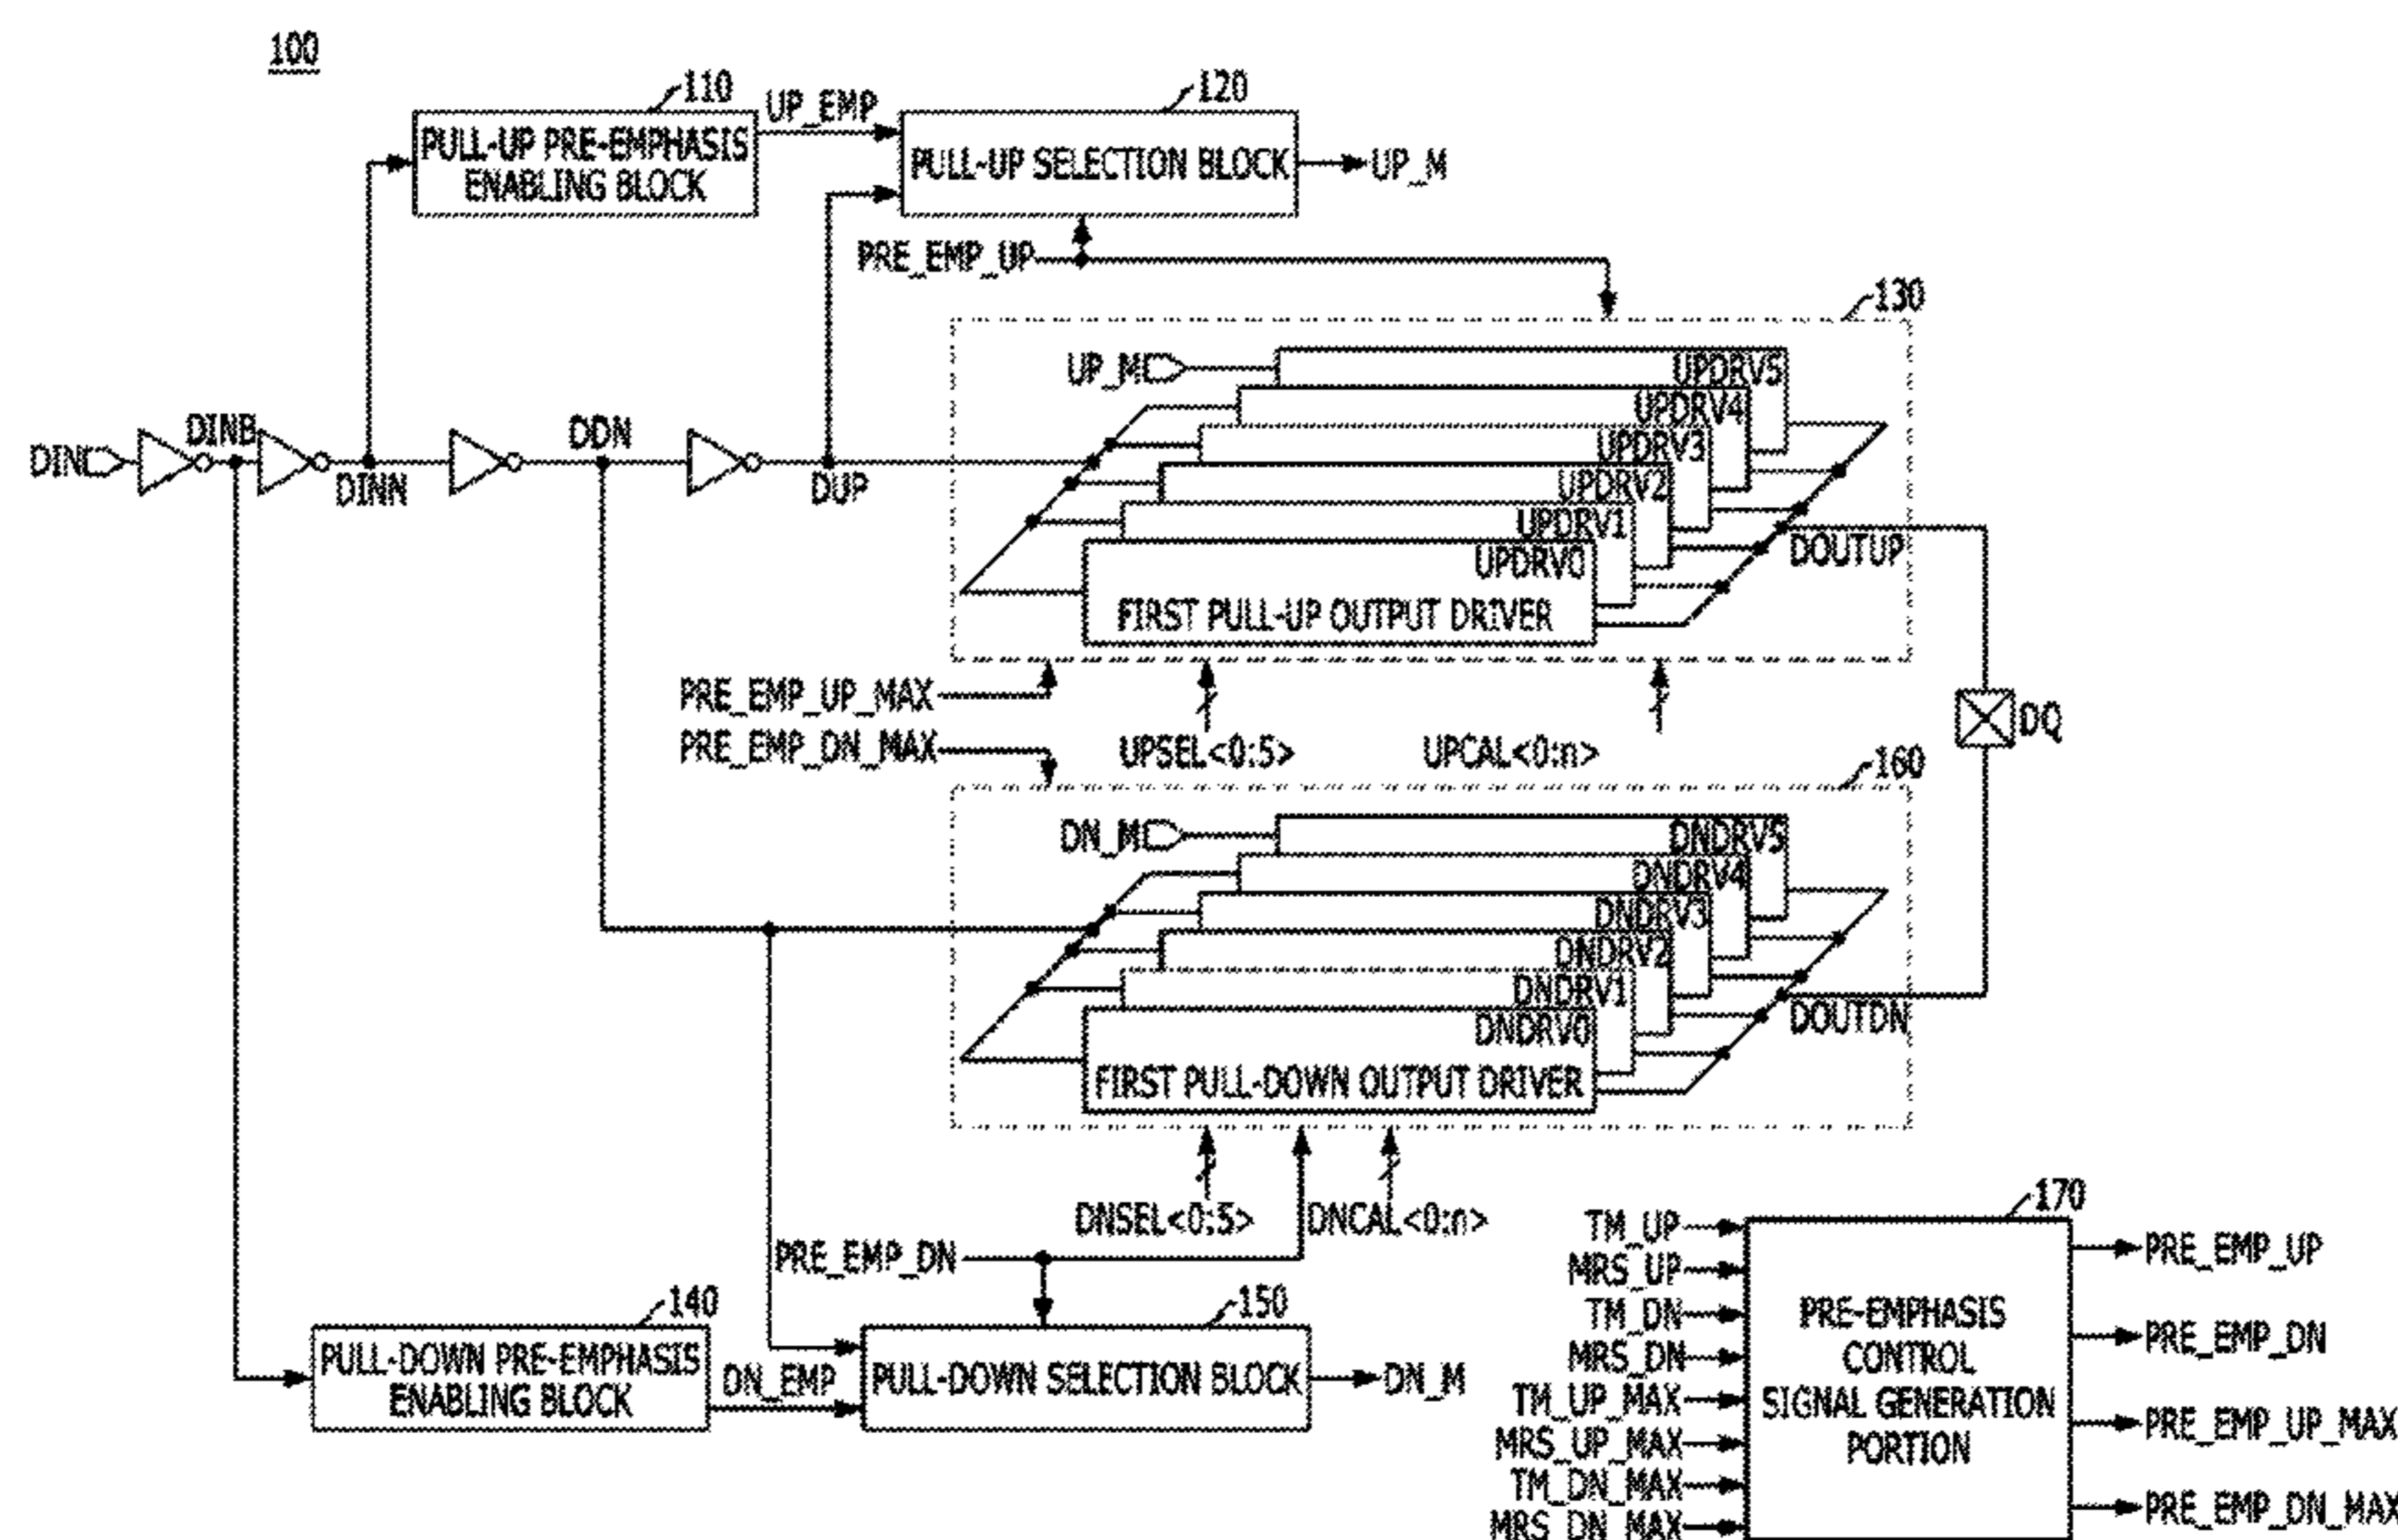 100
110
PULL-UP PRE-EMPHASIS
ENABLING BLOCK
UP_EMP
120
PULL-UP SELECTION BLOCK
UP_M
PRE_EMP_UP
130
UP_M
UPDRV5
UPDRV4
UPDRV3
UPDRV2
UPDRV1
UPDRV0
FIRST PULL-UP OUTPUT DRIVER
DIN
DINB
DINN
DDN
DUP
DOUTUP
PRE_EMP_UP_MAX
PRE_EMP_DN_MAX
UPSEL<0:5>
UPCAL<0:n>
DQ
160
DN_M
DNDRV5
DNDRV4
DNDRV3
DNDRV2
DNDRV1
DNDRV0
FIRST PULL-DOWN OUTPUT DRIVER
DOUTDN
DNSEL<0:5>
DNCAL<0:n>
PRE_EMP_DN
140
PULL-DOWN PRE-EMPHASIS
ENABLING BLOCK
DN_EMP
150
PULL-DOWN SELECTION BLOCK
DN_M
170
TM_UP
MRS_UP
TM_DN
MRS_DN
TM_UP_MAX
MRS_UP_MAX
TM_DN_MAX
MRS_DN_MAX
PRE-EMPHASIS
CONTROL
SIGNAL GENERATION
PORTION
PRE_EMP_UP
PRE_EMP_DN
PRE_EMP_UP_MAX
PRE_EMP_DN_MAX